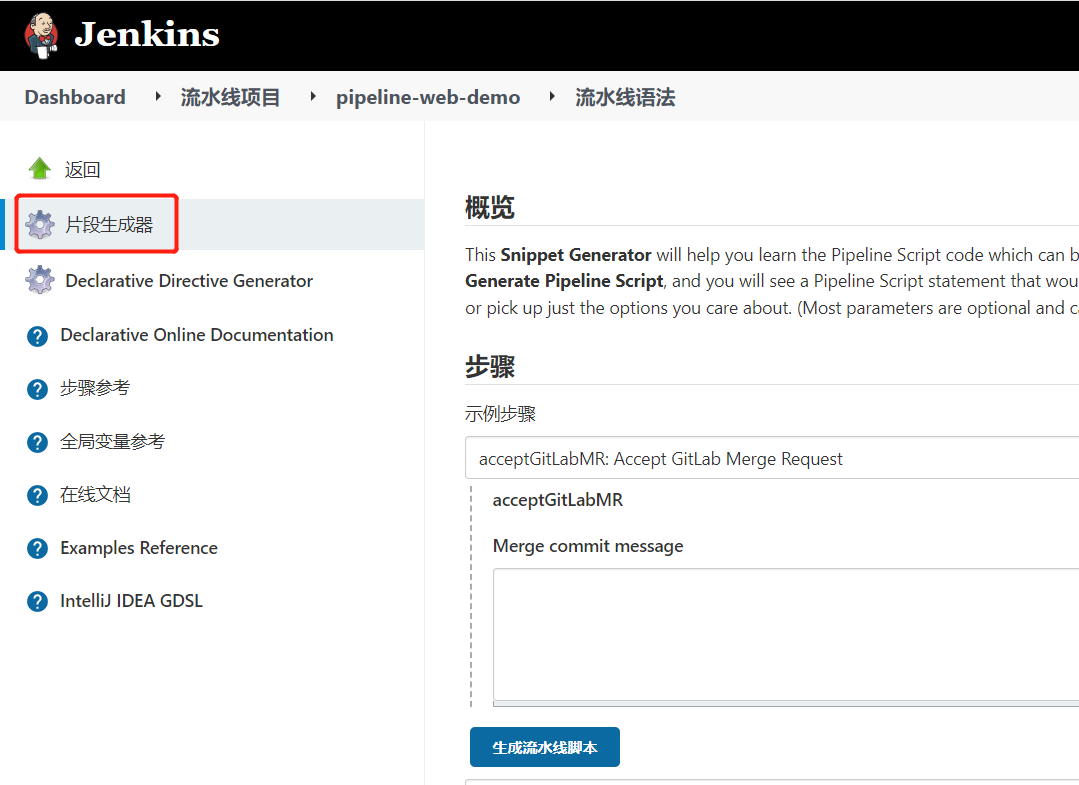 Jenkins
Dashboard
流水线项目
pipeline-web-demo
流水线语法
返回
片段生成器
Declarative Directive Generator
Declarative Online Documentation
步骤参考
全局变量参考
在线文档
Examples Reference
IntelliJ IDEA GDSL
概览
This Snippet Generator will help you learn the Pipeline Script code which can b
Generate Pipeline Script, and you will see a Pipeline Script statement that wou
or pick up just the options you care about. (Most parameters are optional and ca
步骤
示例步骤
acceptGitLabMR: Accept GitLab Merge Request
acceptGitLabMR
Merge commit message
生成流水线脚本